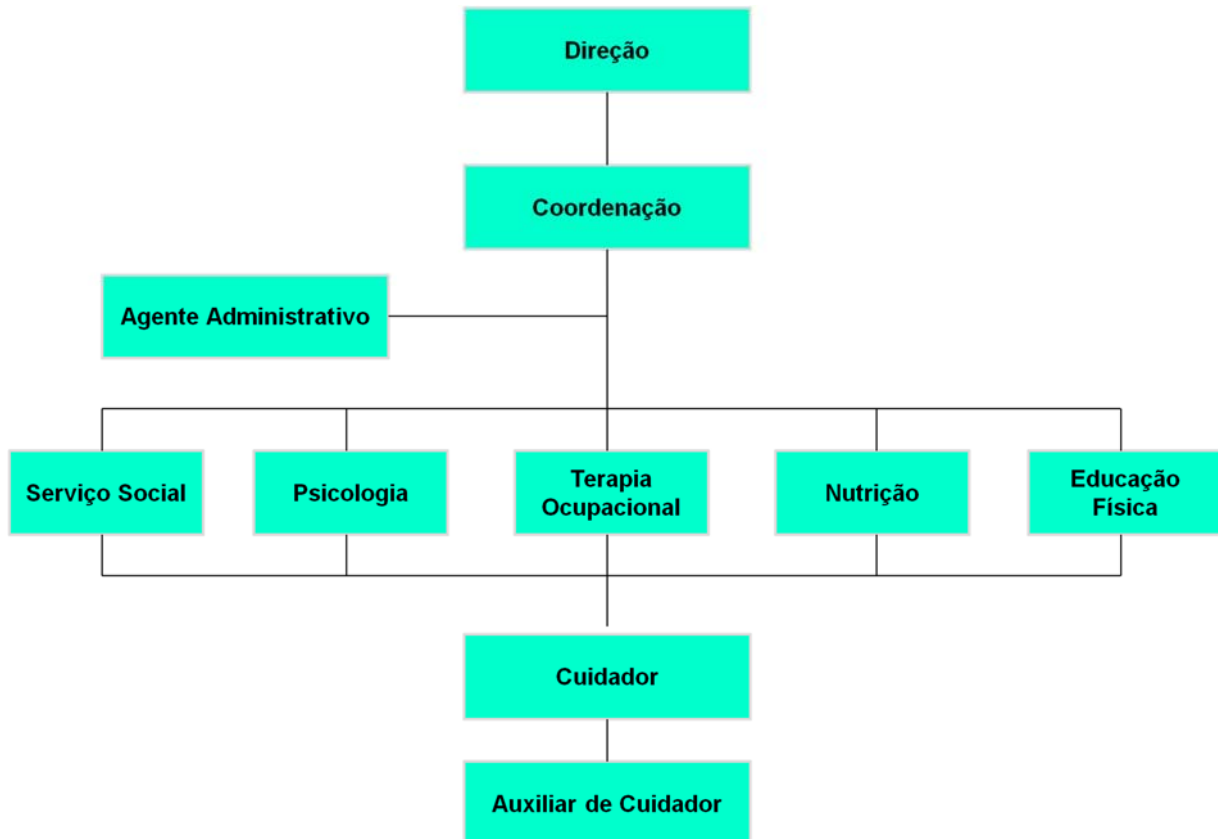 Direção
Coordenação
Agente Administrativo
Serviço Social
Psicologia
Terapia
Ocupacional
Nutrição
Educação
Física
Cuidador
Auxiliar de Cuidador